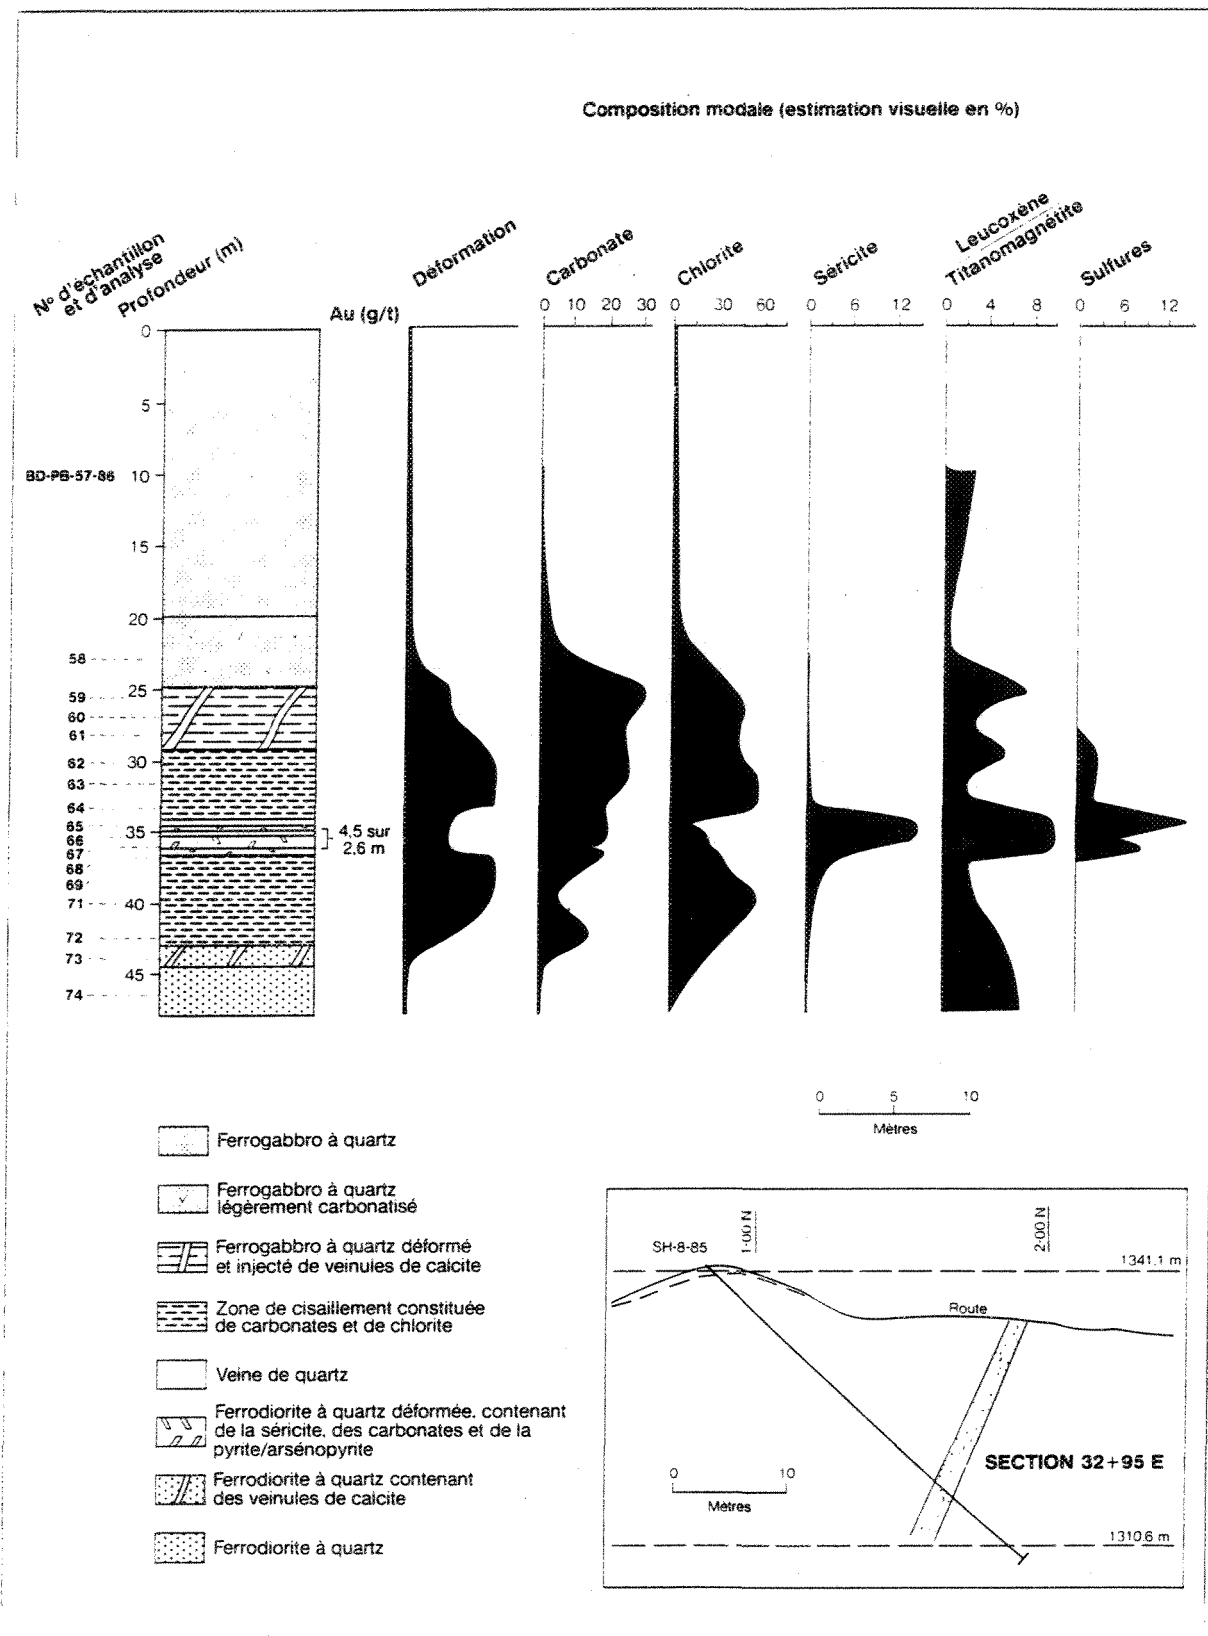 Composition modale (estimation visuelle en %)
Nº d'échantillon
et d'analyse
Profondeur (m)
Au (g/t)
Déformation
Carbonate
Chlorite
Séricite
Leucoxène
Titanomagnétite
Sulfures
0 10 20 30
0 30 60
0 6 12
0 4 8
0 6 12
0
5
BD-PB-57-86 10
15
20
58
25
59
60
61
30
62
63
64
65
35
66
67
68
69
71
40
72
73
45
74
4,5 sur
2,6 m
0 5 10
Mètres
Ferrogabbro à quartz
Ferrogabbro à quartz
légèrement carbonatisé
Ferrogabbro à quartz déformé
et injecté de veinules de calcite
Zone de cisaillement constituée
de carbonates et de chlorite
Veine de quartz
Ferrodiorite à quartz déformée, contenant
de la séricite, des carbonates et de la
pyrite/arsénopyrite
Ferrodiorite à quartz contenant
des veinules de calcite
Ferrodiorite à quartz
SH-8-85
1+00 N
2+00 N
1341.1 m
Route
SECTION 32+95 E
0 10
Mètres
1310.6 m